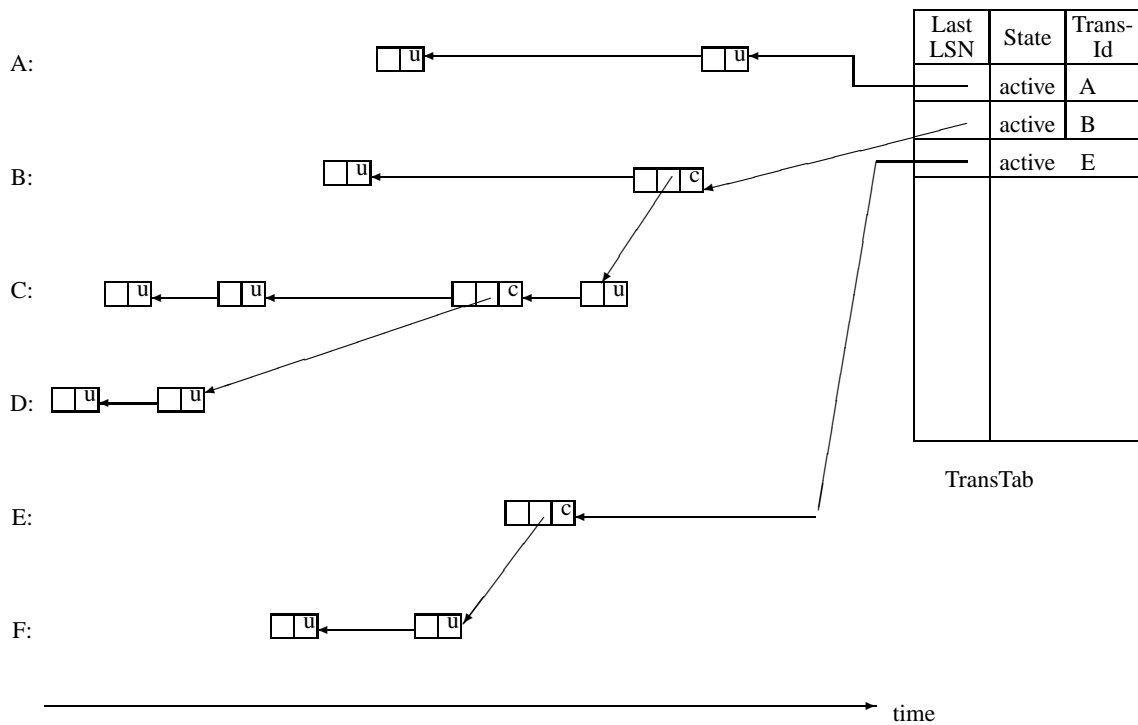 Last LSN State Trans-Id
A: u u
active A
active B
B: u c
active E
C: u u c u
D: u u
TransTab
E: c
F: u u
time